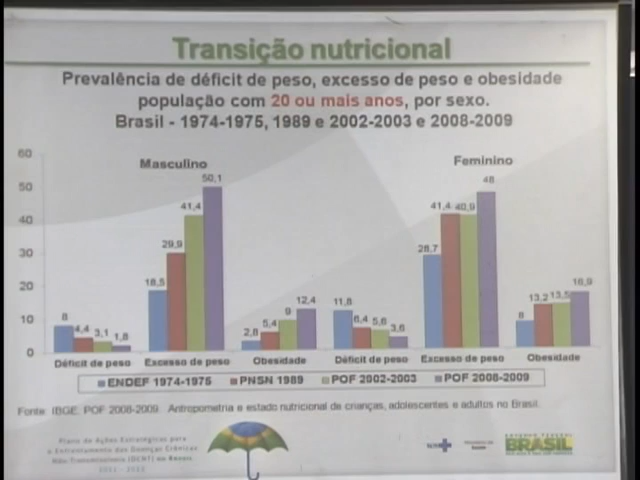 Transição nutricional
Prevalência de déficit de peso, excesso de peso e obesidade
população com 20 ou mais anos, por sexo.
Brasil - 1974-1975, 1989 e 2002-2003 e 2008-2009
Masculino
Feminino
60
50
40
30
20
10
0
8 4,4 3,1 1,8
18,5 29,9 41,4 50,1
2,8 5,4 9 12,4
11,8 6,4 5,6 3,6
28,7 41,4 40,9 48
8 13,2 13,5 16,9
Déficit de peso Excesso de peso Obesidade Déficit de peso Excesso de peso Obesidade
ENDEF 1974-1975 PNSN 1989 POF 2002-2003 POF 2008-2009
Fonte: IBGE. POF 2008-2009. Antropometria e estado nutricional de crianças, adolescentes e adultos no Brasil.
Plano de Ações Estratégicas para
o Enfrentamento das Doenças Crônicas
Não Transmissíveis (DCNT) no Brasil
SUS
Ministério da
Saúde
GOVERNO FEDERAL
BRASIL